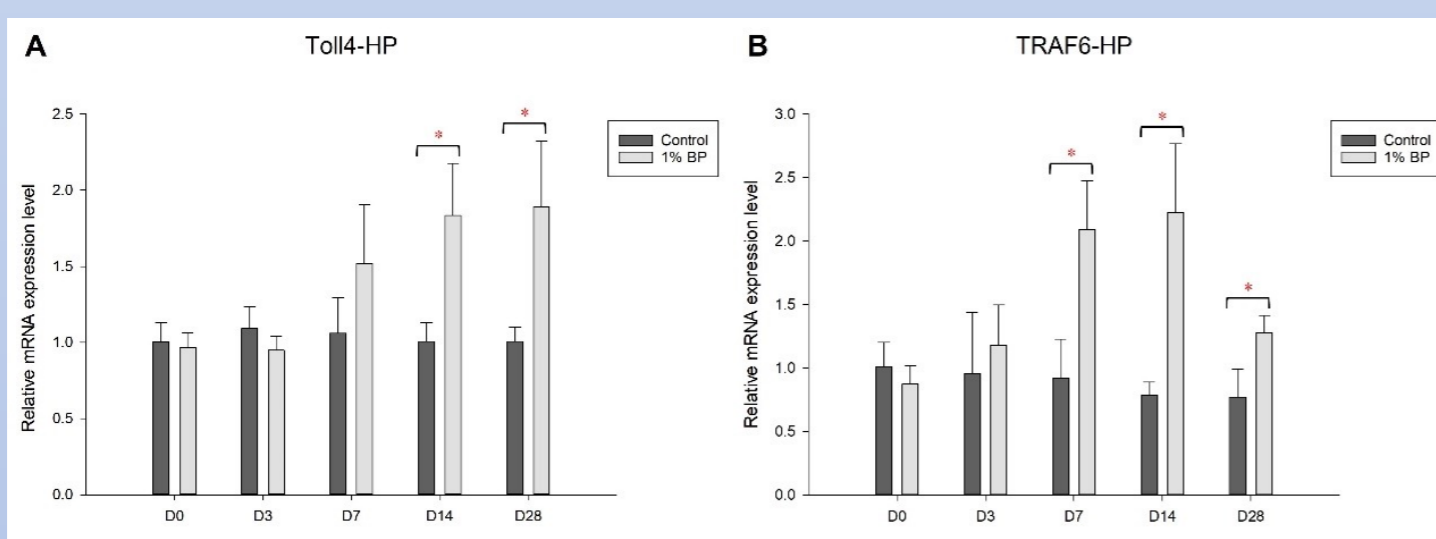 A
Toll4-HP
Relative mRNA expression level
2.5
2.0
1.5
1.0
0.5
0.0
*
*
Control
1% BP
D0 D3 D7 D14 D28
B
TRAF6-HP
Relative mRNA expression level
3.0
2.5
2.0
1.5
1.0
0.5
0.0
*
*
*
Control
1% BP
D0 D3 D7 D14 D28